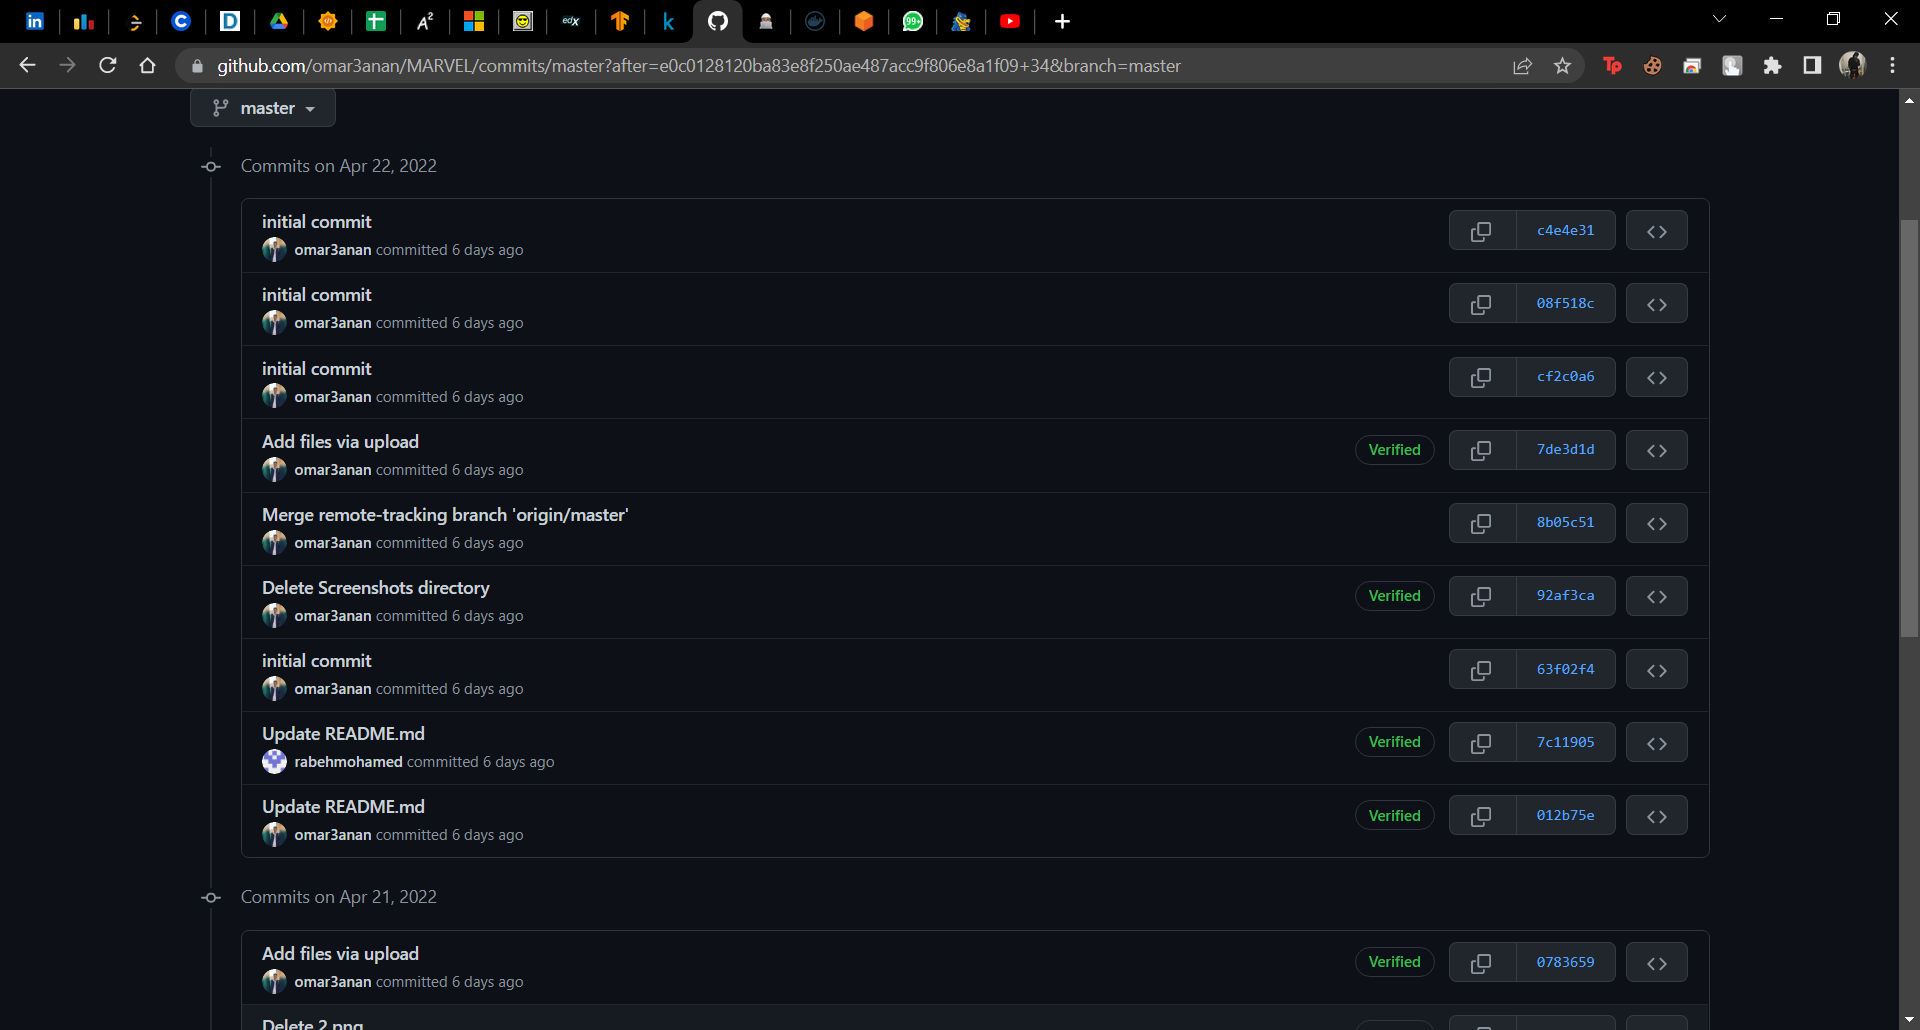 github.com/omar3anan/MARVEL/commits/master?after=e0c0128120ba83e8f250ae487acc9f806e8a1f09+34&branch=master
master
Commits on Apr 22, 2022
initial commit
omar3anan committed 6 days ago
c4e4e31
initial commit
omar3anan committed 6 days ago
08f518c
initial commit
omar3anan committed 6 days ago
cf2c0a6
Add files via upload
omar3anan committed 6 days ago
Verified
7de3d1d
Merge remote-tracking branch 'origin/master'
omar3anan committed 6 days ago
8b05c51
Delete Screenshots directory
omar3anan committed 6 days ago
Verified
92af3ca
initial commit
omar3anan committed 6 days ago
63f02f4
Update README.md
rabehmohamed committed 6 days ago
Verified
7c11905
Update README.md
omar3anan committed 6 days ago
Verified
012b75e
Commits on Apr 21, 2022
Add files via upload
omar3anan committed 6 days ago
Verified
0783659
Delete 2.png